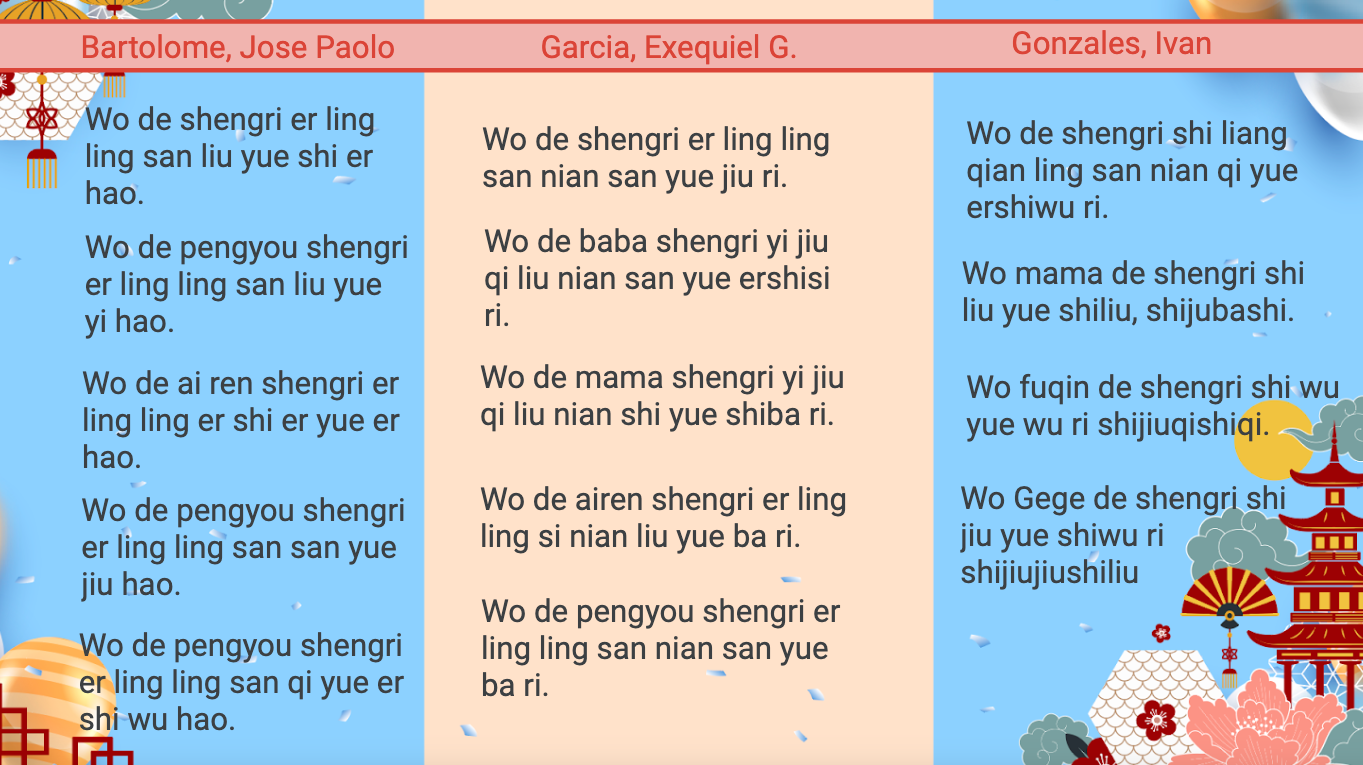 Bartolome, Jose Paolo
Wo de shengri er ling
ling san liu yue shi er
hao.
Wo de pengyou shengri
er ling ling san liu yue
yi hao.
Wo de ai ren shengri er
ling ling er shi er yue er
hao.
Wo de pengyou shengri
er ling ling san san yue
jiu hao.
Wo de pengyou shengri
er ling ling san qi yue er
shi wu hao.
Garcia, Exequiel G.
Wo de shengri er ling ling
san nian san yue jiu ri.
Wo de baba shengri yi jiu
qi liu nian san yue ershisi
ri.
Wo de mama shengri yi jiu
qi liu nian shi yue shiba ri.
Wo de airen shengri er ling
ling si nian liu yue ba ri.
Wo de pengyou shengri er
ling ling san nian san yue
ba ri.
Gonzales, Ivan
Wo de shengri shi liang
qian ling san nian qi yue
ershiwu ri.
Wo mama de shengri shi
liu yue shiliu, shijubashi.
Wo fuqin de shengri shi wu
yue wu ri shijiuqishiqi.
Wo Gege de shengri shi
jiu yue shiwu ri
shijiujiushiliu